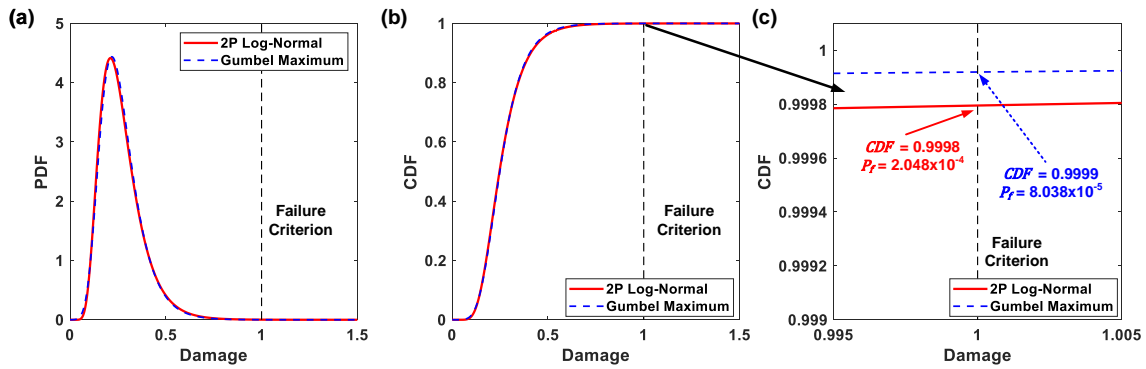 (a)
5
4
3
2
1
0
PDF
0
0.5
1
1.5
Damage
2P Log-Normal
Gumbel Maximum
Failure
Criterion
(b)
1
0.8
0.6
0.4
0.2
0
CDF
0
0.5
1
1.5
Damage
Failure
Criterion
2P Log-Normal
Gumbel Maximum
(c)
1
0.9998
0.9996
0.9994
0.9992
0.999
CDF
0.995
1
1.005
Damage
CDF = 0.9998
Pf = 2.048x10-4
CDF = 0.9999
Pf = 8.038x10-5
Failure
Criterion
2P Log-Normal
Gumbel Maximum